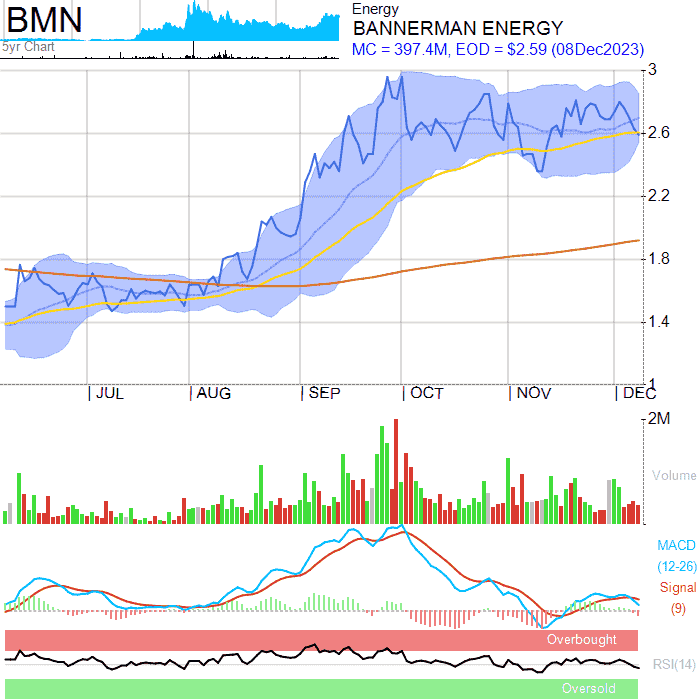 BMN
5yr Chart
Energy
BANNERMAN ENERGY
MC = 397.4M, EOD = $2.59 (08Dec2023)
3
2.6
2.2
1.8
1.4
1
JUL AUG SEP OCT NOV DEC
2M
Volume
MACD
(12-26)
Signal
(9)
Overbought
RSI(14)
Oversold